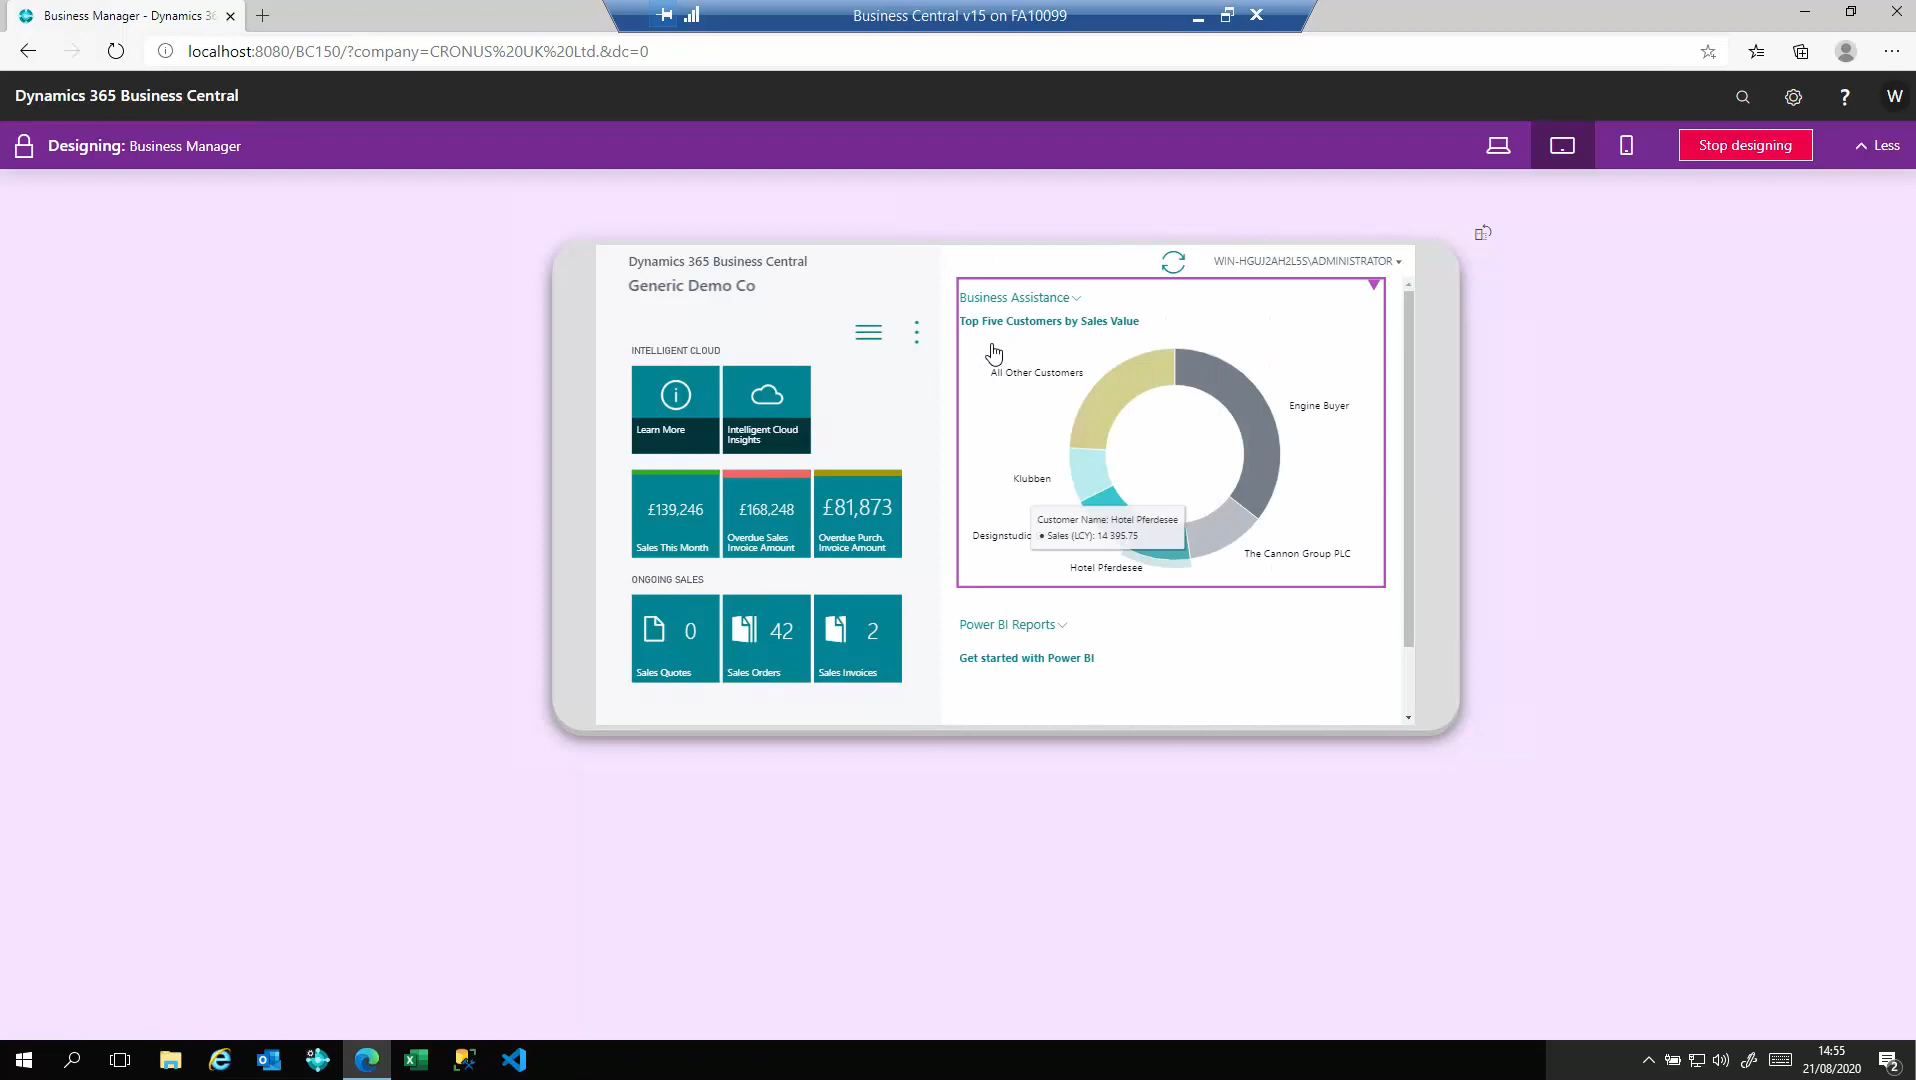 Business Manager - Dynamics 36
Business Central v15 on FA10099
localhost:8080/BC150/?company=CRONUS%20UK%20Ltd.&dc=0
Dynamics 365 Business Central
?
W
Designing: Business Manager
Stop designing
Less
Dynamics 365 Business Central
WIN-HGUJ2AH2L5S\ADMINISTRATOR
Generic Demo Co
Business Assistance
Top Five Customers by Sales Value
INTELLIGENT CLOUD
Learn More
Intelligent Cloud
Insights
£139,246
Sales This Month
£168,248
Overdue Sales
Invoice Amount
£81,873
Overdue Purch.
Invoice Amount
ONGOING SALES
0
Sales Quotes
42
Sales Orders
2
Sales Invoices
All Other Customers
Engine Buyer
Klubben
Customer Name: Hotel Pferdesee
• Sales (LCY): 14 395.75
Designstudio
The Cannon Group PLC
Hotel Pferdesee
Power BI Reports
Get started with Power BI
14:55
21/08/2020
2